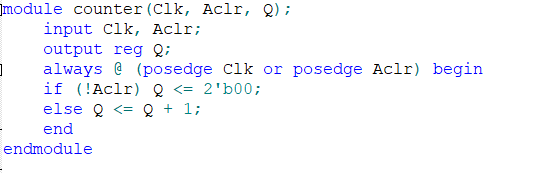 module counter(Clk, Aclr, Q);
    input Clk, Aclr;
    output reg Q;
    always @ (posedge Clk or posedge Aclr) begin
    if (!Aclr) Q <= 2'b00;
    else Q <= Q + 1;
    end
endmodule